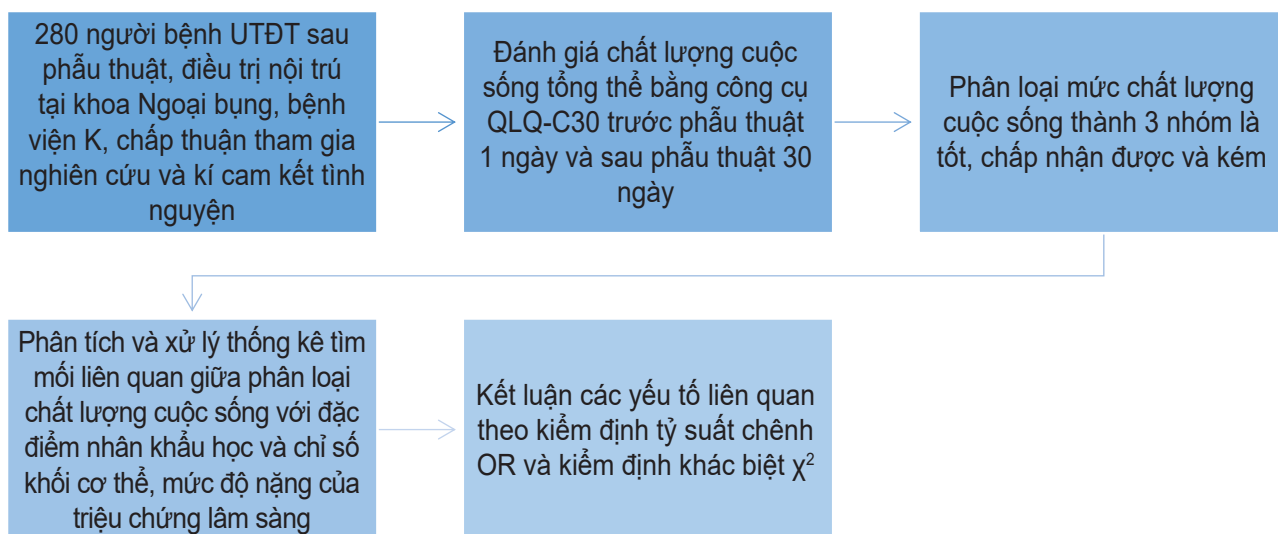 280 người bệnh UTĐT sau
phẫu thuật, điều trị nội trú
tại khoa Ngoại bụng, bệnh
viện K, chấp thuận tham gia
nghiên cứu và kí cam kết tình
nguyện
Đánh giá chất lượng cuộc
sống tổng thể bằng công cụ
QLQ-C30 trước phẫu thuật
1 ngày và sau phẫu thuật 30
ngày
Phân loại mức chất lượng
cuộc sống thành 3 nhóm là
tốt, chấp nhận được và kém
Phân tích và xử lý thống kê tìm
mối liên quan giữa phân loại
chất lượng cuộc sống với đặc
điểm nhân khẩu học và chỉ số
khối cơ thể, mức độ nặng của
triệu chứng lâm sàng
Kết luận các yếu tố liên quan
theo kiểm định tỷ suất chênh
OR và kiểm định khác biệt χ²